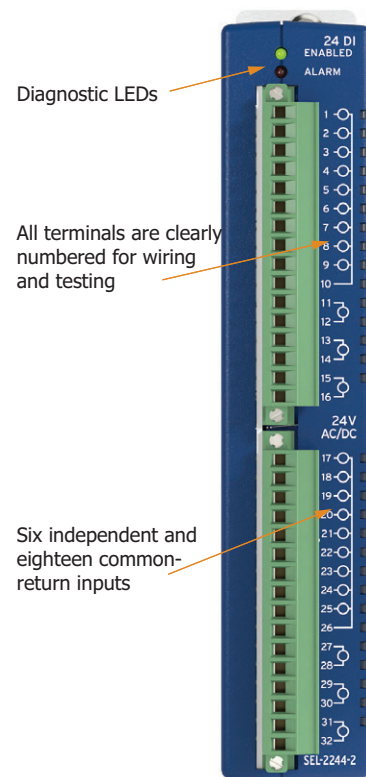 24 DI
ENABLED
ALARM
Diagnostic LEDs
1
2
3
4
5
6
7
All terminals are clearly
numbered for wiring
and testing
8
9
10
11
12
13
14
15
16
24V
AC/DC
17
18
19
20
Six independent and
eighteen common-
return inputs
21
22
23
24
25
26
27
28
29
30
31
32
SEL-2244-2